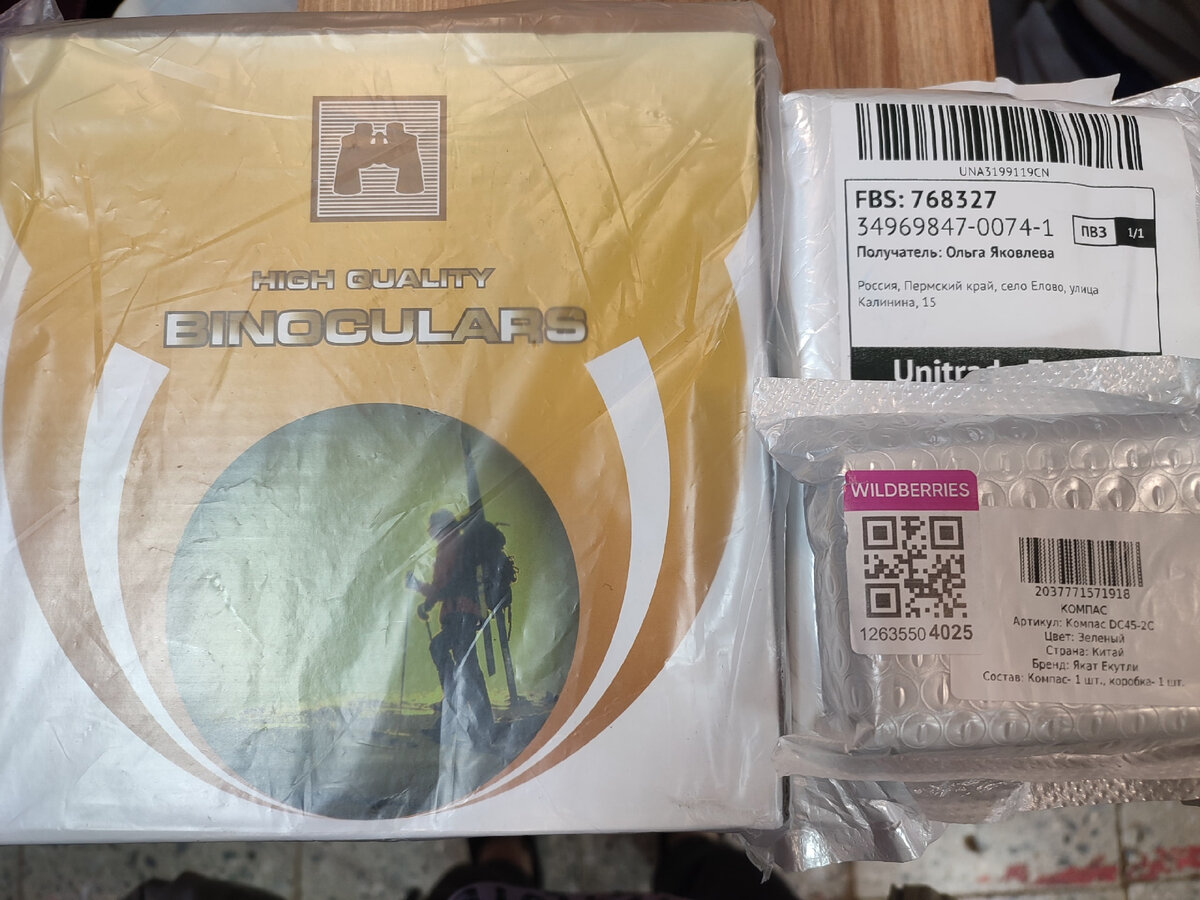 HIGH QUALITY
BINOCULARS
UNA3199119CN
FBS: 768327
34969847-0074-1
ПВЗ 1/1
Получатель: Ольга Яковлева
Россия, Пермский край, село Елово, улица
Калинина, 15
WILDBERRIES
1263550 4025
2037771571918
КОМПАС
Артикул: Компас DC45-2C
Цвет: Зеленый
Страна: Китай
Бренд: Якат Екутли
Состав: Компас- 1 шт., коробка- 1 шт.